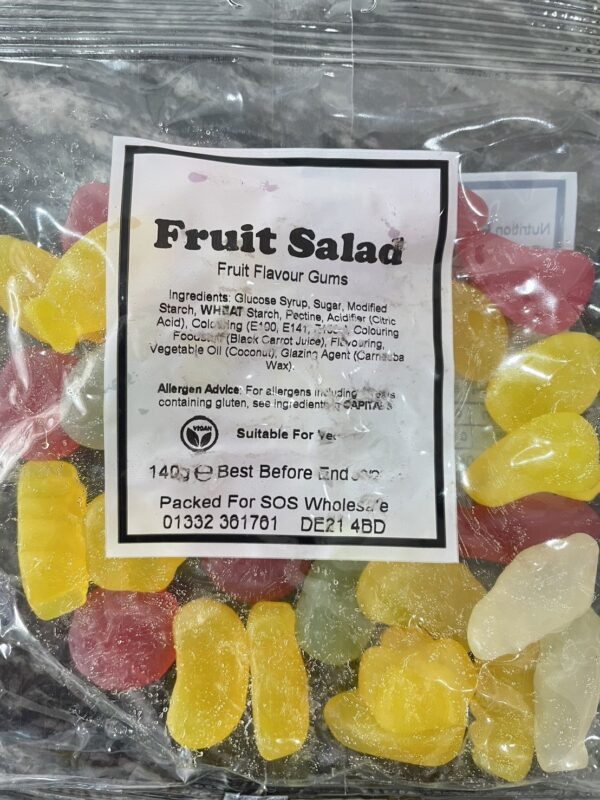 Fruit Salad
Fruit Flavour Gums
Ingredients: Glucose Syrup, Sugar, Modified
Starch, WHEAT Starch, Pectine, Acidifier (Citric
Acid), Colouring (E100, E141, Colouring
Foodstuff (Black Carrot Juice), Flavouring,
Vegetable Oil (Coconut), Glazing Agent (Carnauba
Wax).
Allergen Advice: For allergens including
containing gluten, see ingredients CAPITALS
VEGAN
Suitable For
140g e Best Before End
Packed For SOS Wholesale
01332 361761 DE21 4BD
Nutrition